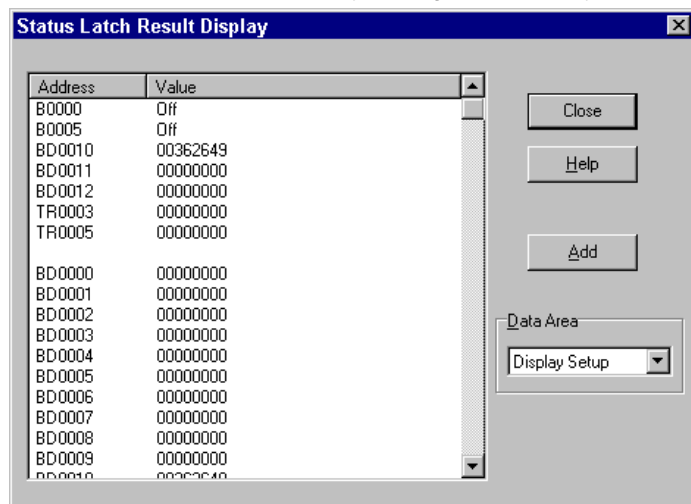 Status Latch Result Display
Address Value
B0000 Off
B0005 Off
BD0010 00362649
BD0011 00000000
BD0012 00000000
TR0003 00000000
TR0005 00000000
BD0000 00000000
BD0001 00000000
BD0002 00000000
BD0003 00000000
BD0004 00000000
BD0005 00000000
BD0006 00000000
BD0007 00000000
BD0008 00000000
BD0009 00000000
Close
Help
Add
Data Area
Display Setup